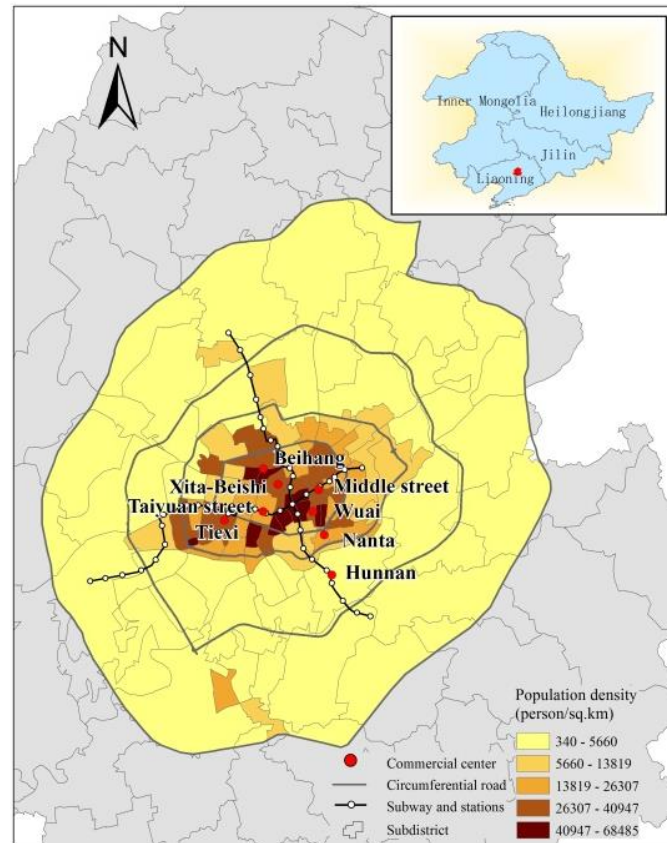 N
Inner Mongolia
Heilongjiang
Jilin
Liaoning
Beihang
Xita-Beishi
Middle street
Taiyuan street
Wuai
Tiexi
Nanta
Hunnan
Population density
(person/sq.km)
340 - 5660
5660 - 13819
13819 - 26307
26307 - 40947
40947 - 68485
Commercial center
Circumferential road
Subway and stations
Subdistrict